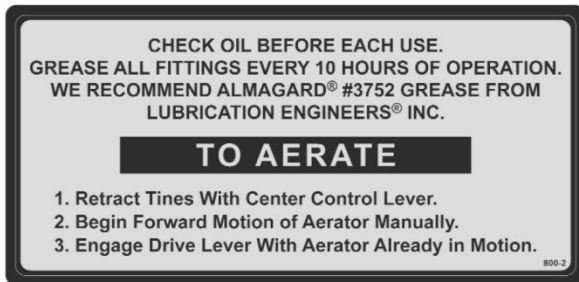 CHECK OIL BEFORE EACH USE.
GREASE ALL FITTINGS EVERY 10 HOURS OF OPERATION.
WE RECOMMEND ALMAGARD® #3752 GREASE FROM
LUBRICATION ENGINEERS® INC.
TO AERATE
1. Retract Tines With Center Control Lever.
2. Begin Forward Motion of Aerator Manually.
3. Engage Drive Lever With Aerator Already in Motion.
800-2